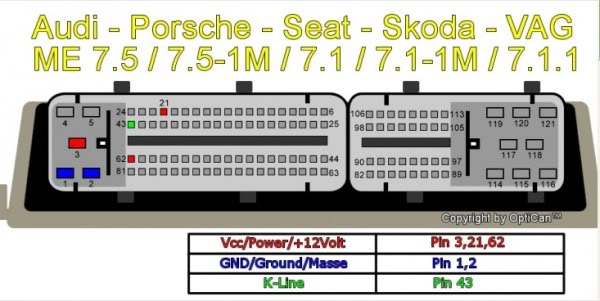 Audi - Porsche - Seat - Skoda - VAG
ME 7.5 / 7.5-1M / 7.1 / 7.1-1M / 7.1.1
21
4 5 24 6 106 113 119 120 121
43 25 98 105
3 117 118
62 44 90 97
1 2 81 63 82 89 114 115 116
Copyright by OptiCan™
Vcc/Power/+12Volt Pin 3,21,62
GND/Ground/Masse Pin 1,2
K-Line Pin 43